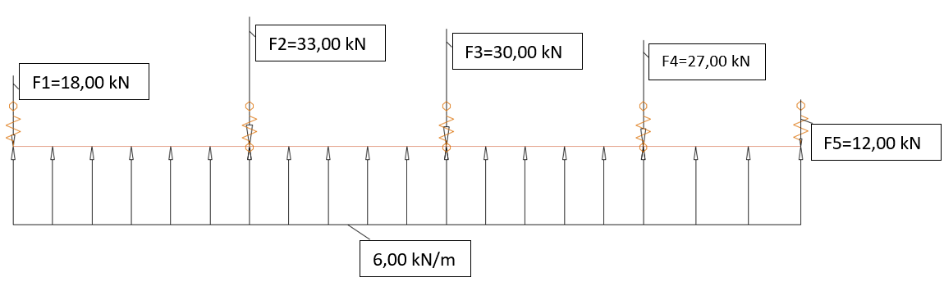 F2=33,00 kN
F3=30,00 kN
F4=27,00 kN
F1=18,00 kN
F5=12,00 kN
6,00 kN/m